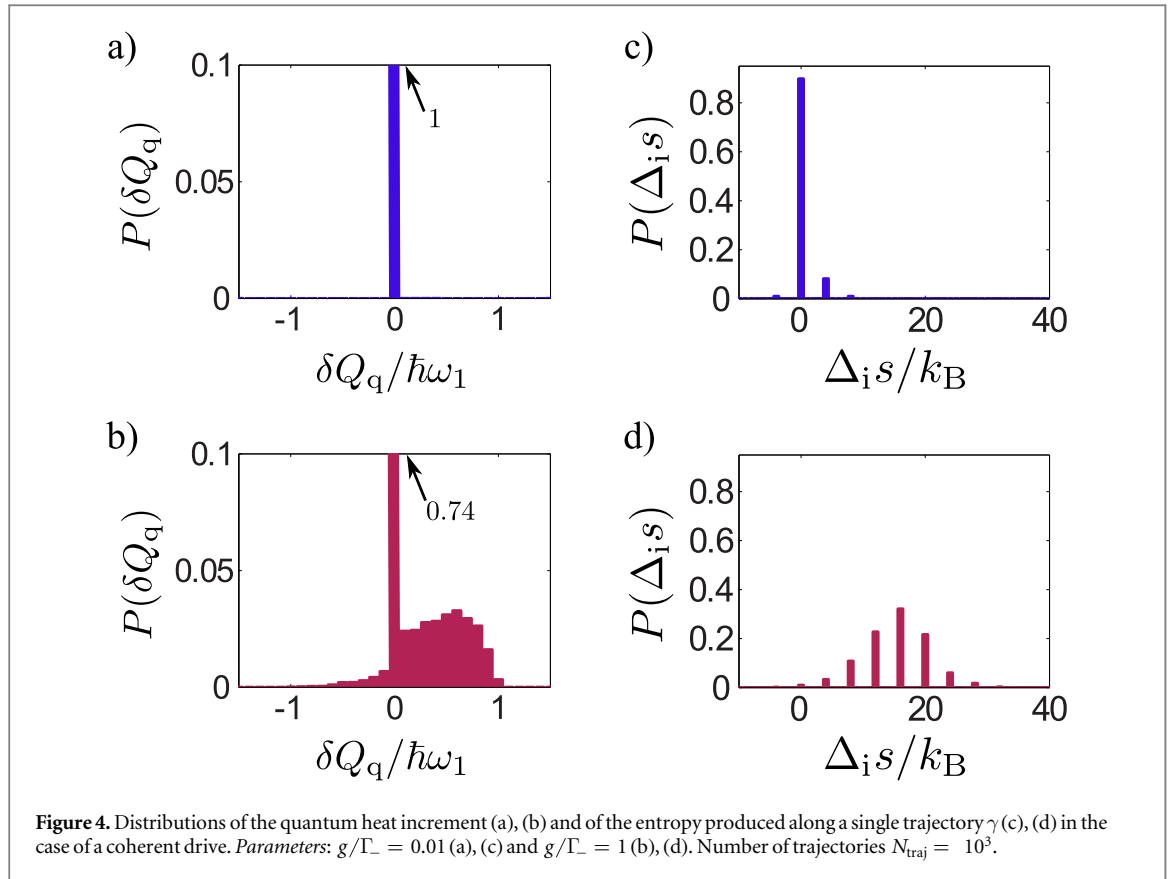 a)
0.1
0.05
0
P(δQ_q)
1
-1 0 1
δQ_q/ħω_1
c)
0.8
0.6
0.4
0.2
0
P(Δ_i s)
0 20 40
Δ_i s/k_B
b)
0.1
0.05
0
P(δQ_q)
0.74
-1 0 1
δQ_q/ħω_1
d)
0.8
0.6
0.4
0.2
0
P(Δ_i s)
0 20 40
Δ_i s/k_B
Figure 4. Distributions of the quantum heat increment (a), (b) and of the entropy produced along a single trajectory γ (c), (d) in the
case of a coherent drive. Parameters: g/Γ_− = 0.01 (a), (c) and g/Γ_− = 1 (b), (d). Number of trajectories N_traj = 10^3.